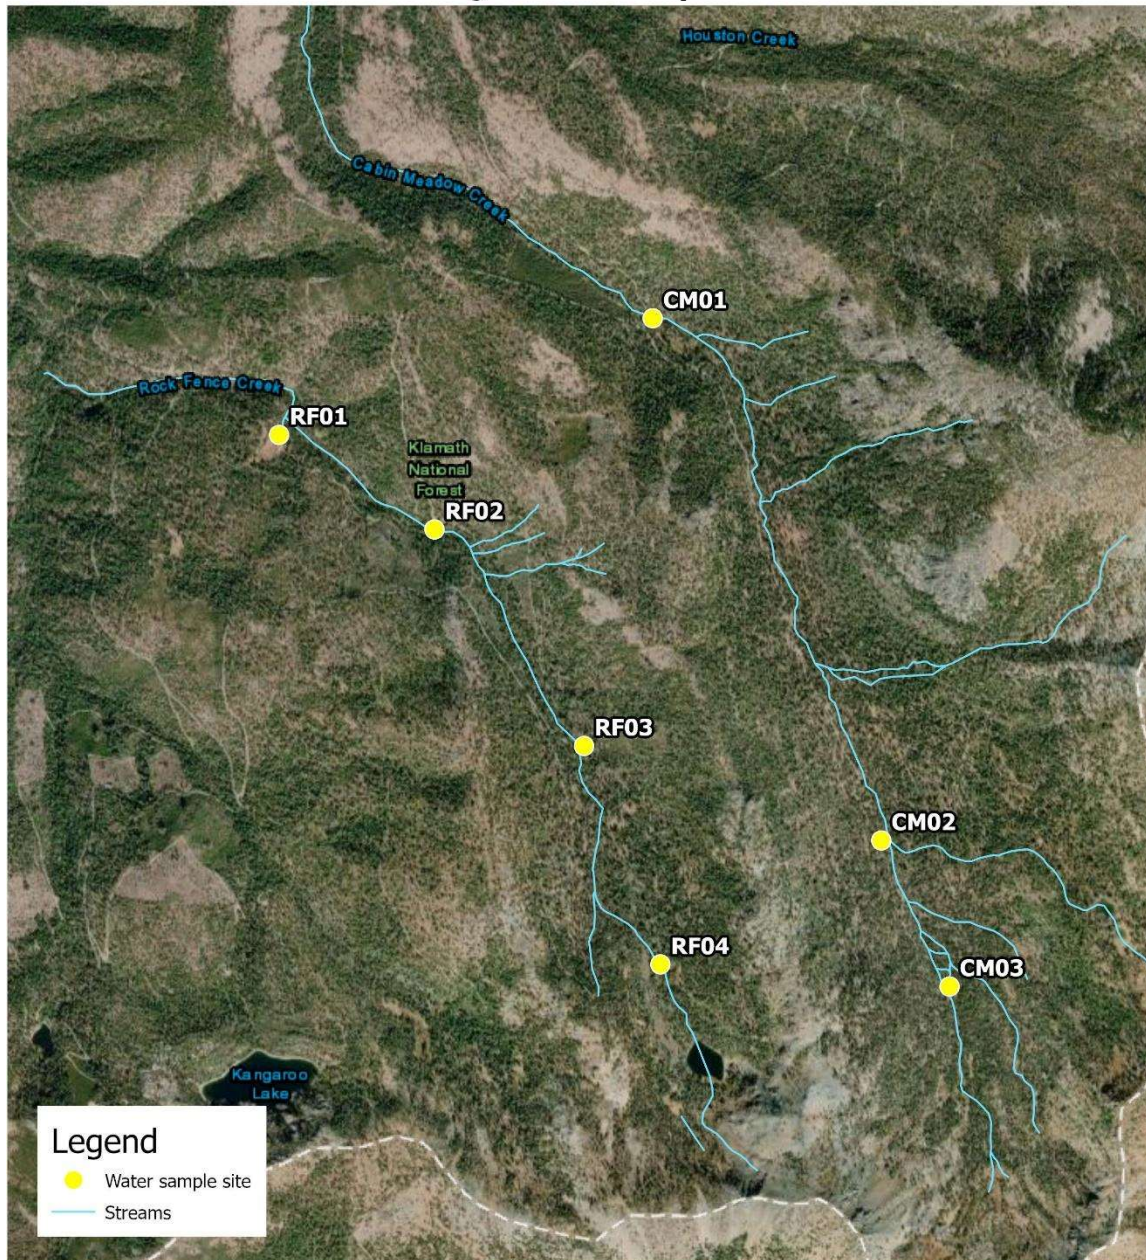 Houston Creek
Cabin Meadow Creek
CM01
Rock Fence Creek
RF01
Klamath
National
Forest
RF02
RF03
CM02
RF04
CM03
Kangaroo
Lake
Legend
Water sample site
Streams